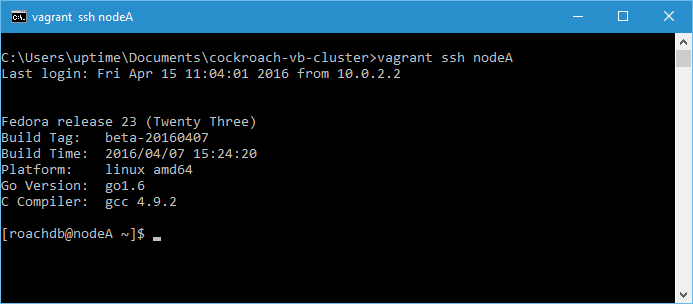 vagrant ssh nodeA
C:\Users\uptime\Documents\cockroach-vb-cluster>vagrant ssh nodeA
Last login: Fri Apr 15 11:04:01 2016 from 10.0.2.2
Fedora release 23 (Twenty Three)
Build Tag:   beta-20160407
Build Time:  2016/04/07 15:24:20
Platform:    linux amd64
Go Version:  go1.6
C Compiler:  gcc 4.9.2
[roachdb@nodeA ~]$